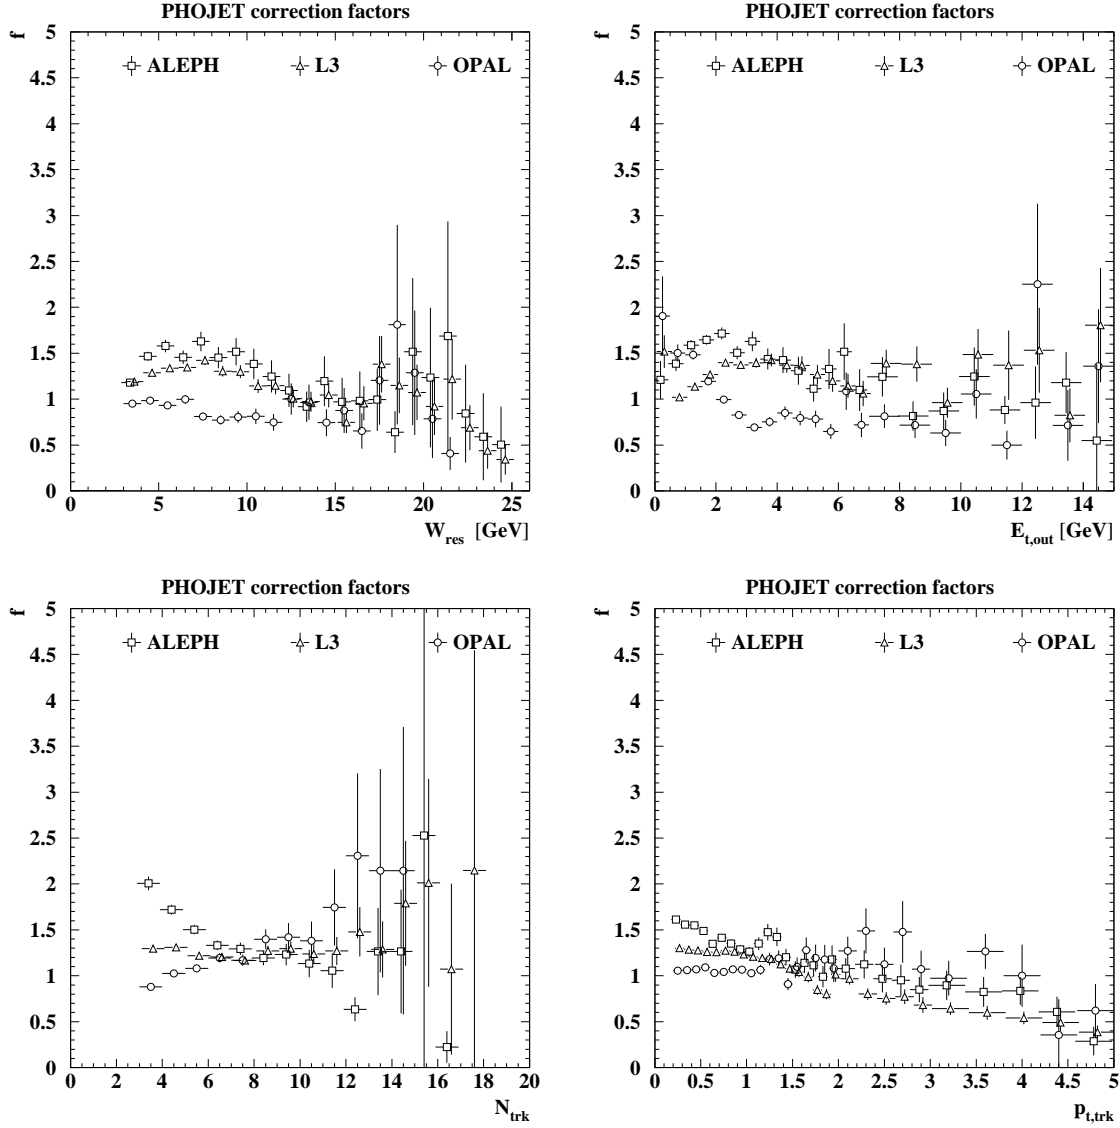 PHOJET correction factors
f
ALEPH L3 OPAL
5
4.5
4
3.5
3
2.5
2
1.5
1
0.5
0
5 10 15 20 25
W_res [GeV]
PHOJET correction factors
f
ALEPH L3 OPAL
5
4.5
4
3.5
3
2.5
2
1.5
1
0.5
0
0 2 4 6 8 10 12 14
E_t,out [GeV]
PHOJET correction factors
f
ALEPH L3 OPAL
5
4.5
4
3.5
3
2.5
2
1.5
1
0.5
0
0 2 4 6 8 10 12 14 16 18 20
N_trk
PHOJET correction factors
f
ALEPH L3 OPAL
5
4.5
4
3.5
3
2.5
2
1.5
1
0.5
0
0 0.5 1 1.5 2 2.5 3 3.5 4 4.5 5
p_t,trk